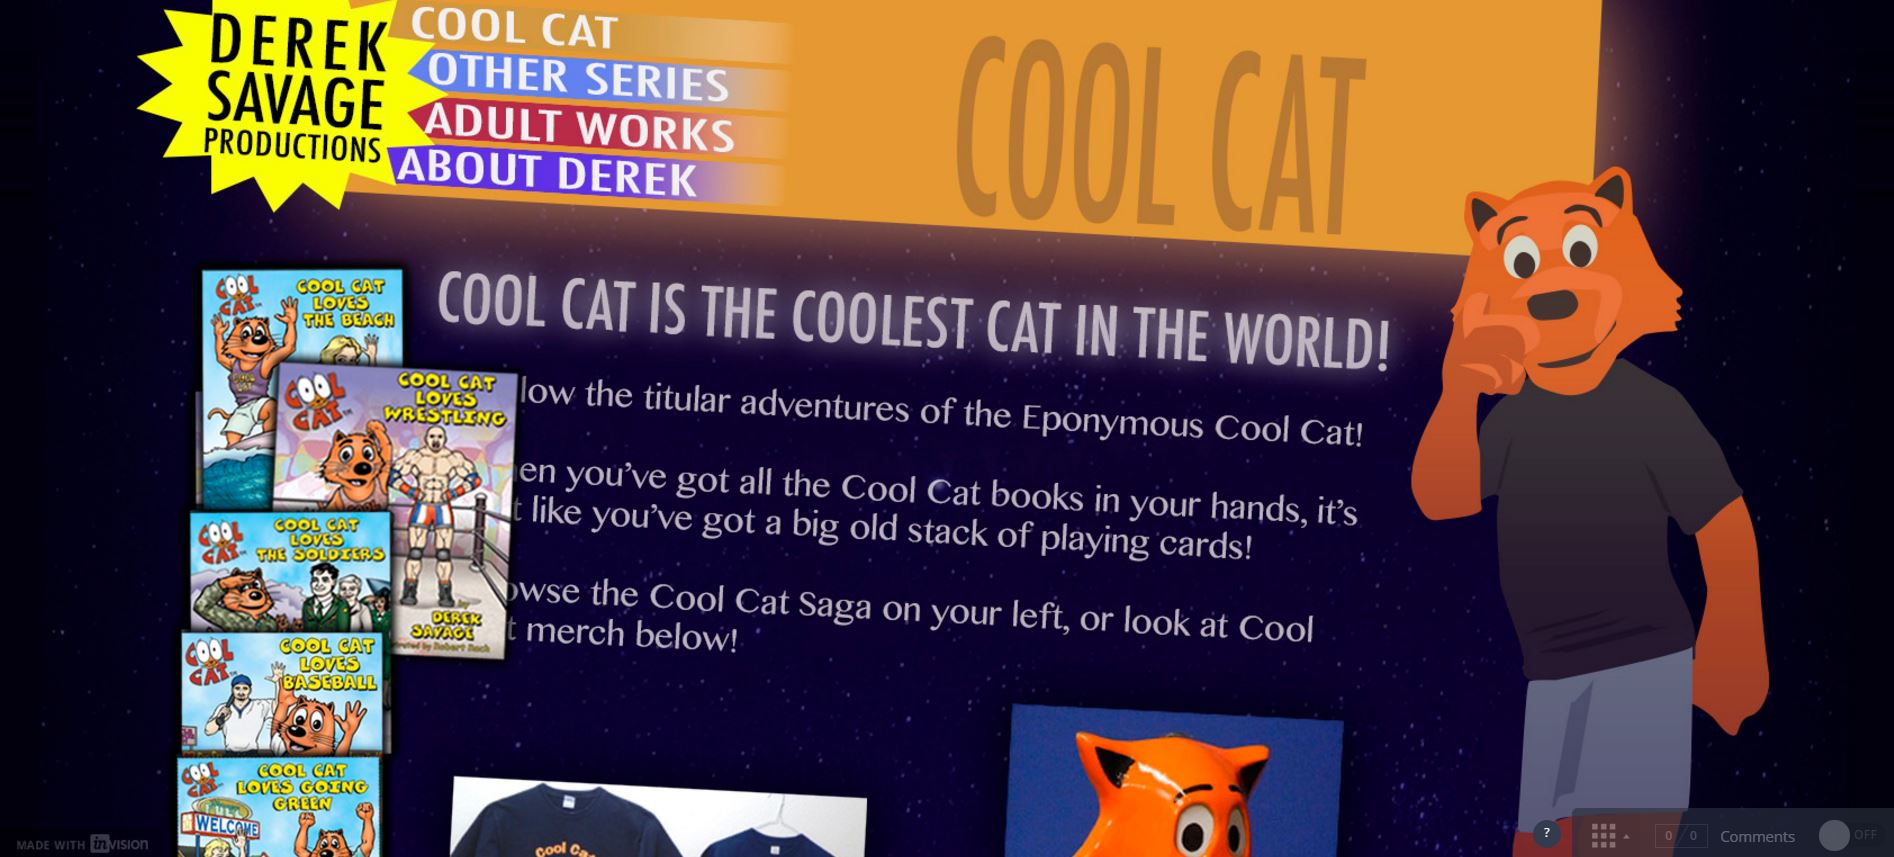 DEREK
SAVAGE
PRODUCTIONS
COOL CAT
OTHER SERIES
ADULT WORKS
ABOUT DEREK
COOL CAT
COOL CAT IS THE COOLEST CAT IN THE WORLD!
low the titular adventures of the Eponymous Cool Cat!
en you've got all the Cool Cat books in your hands, it's
t like you've got a big old stack of playing cards!
owse the Cool Cat Saga on your left, or look at Cool
t merch below!
COOL
CAT
COOL CAT
LOVES
THE BEACH
COOL
CAT
COOL CAT
LOVES
WRESTLING
by
DEREK
SAVAGE
COOL
CAT
COOL CAT
LOVES
THE SOLDIERS
COOL
CAT
COOL CAT
LOVES
BASEBALL
COOL
CAT
COOL CAT
LOVES GOING
GREEN
WELCOME
Cool Cat
MADE WITH inVISION
?
0 / 0
Comments
OFF